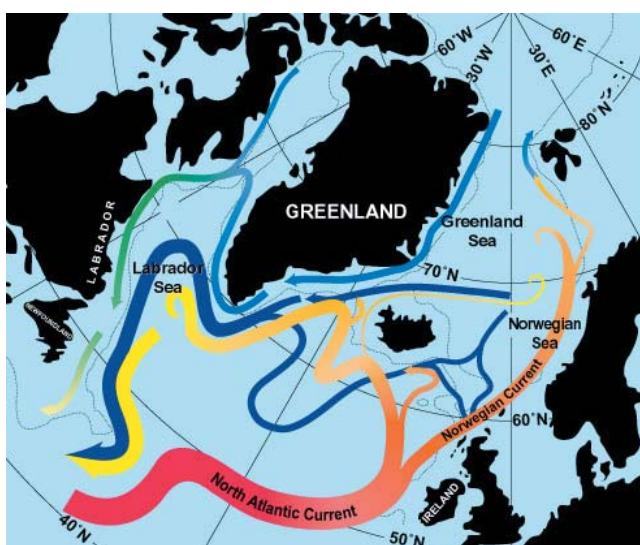 60˚W
30˚W
30˚E
60˚E
80˚N
GREENLAND
Greenland
Sea
LABRADOR
Labrador
Sea
70˚N
NEWFOUNDLAND
Norwegian
Sea
Norwegian Current
60˚N
North Atlantic Current
IRELAND
40˚N
50˚N